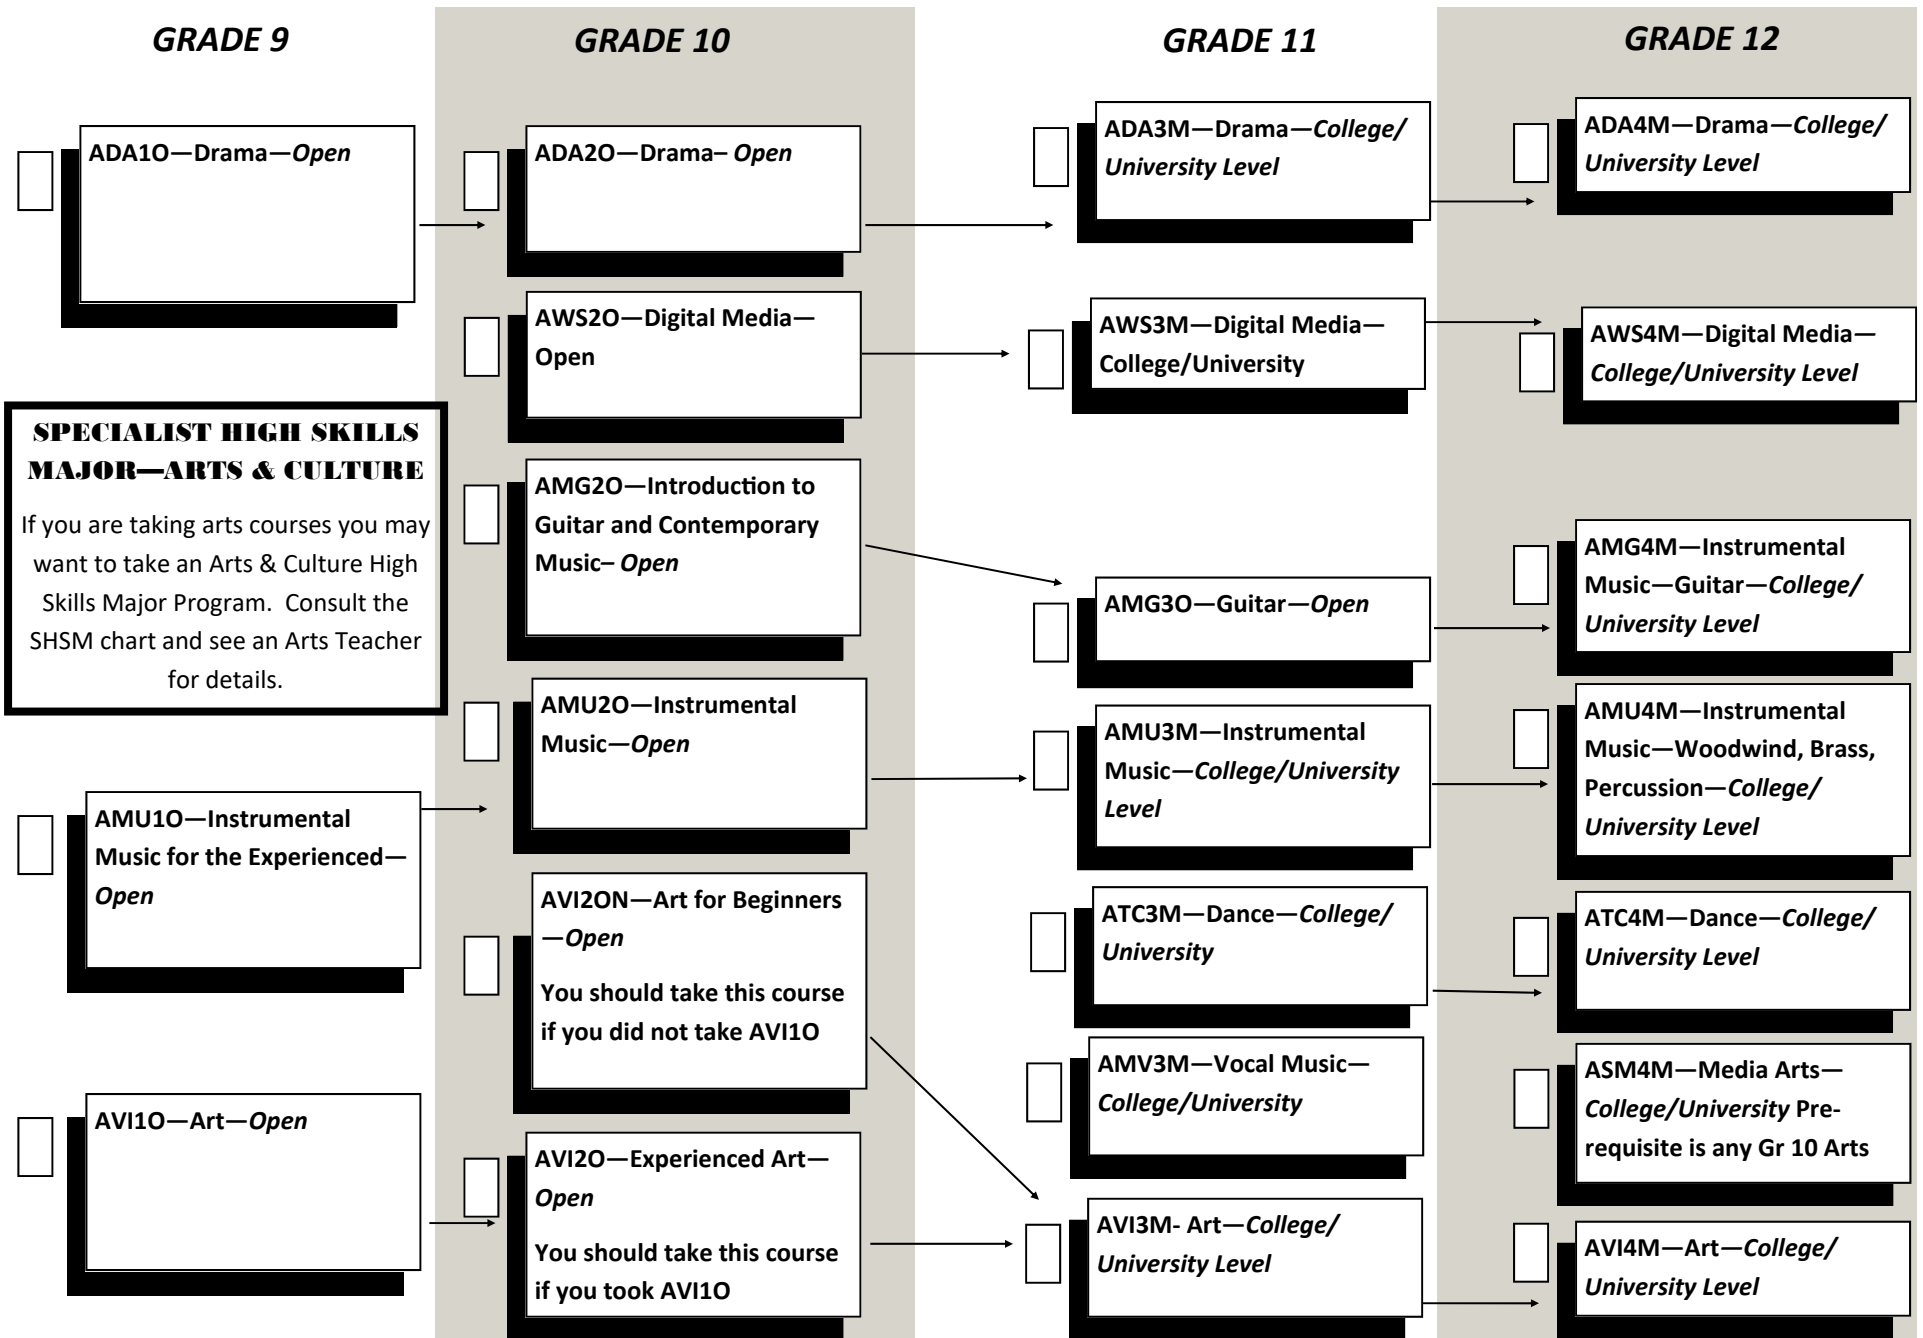 GRADE 9
ADA1O—Drama—Open
SPECIALIST HIGH SKILLS
MAJOR—ARTS & CULTURE
If you are taking arts courses you may
want to take an Arts & Culture High
Skills Major Program. Consult the
SHSM chart and see an Arts Teacher
for details.
AMU1O—Instrumental
Music for the Experienced—
Open
AVI1O—Art—Open
GRADE 10
ADA2O—Drama– Open
AWS2O—Digital Media—
Open
AMG2O—Introduction to
Guitar and Contemporary
Music– Open
AMU2O—Instrumental
Music—Open
AVI2ON—Art for Beginners
—Open
You should take this course
if you did not take AVI1O
AVI2O—Experienced Art—
Open
You should take this course
if you took AVI1O
GRADE 11
ADA3M—Drama—College/
University Level
AWS3M—Digital Media—
College/University
AMG3O—Guitar—Open
AMU3M—Instrumental
Music—College/University
Level
ATC3M—Dance—College/
University
AMV3M—Vocal Music—
College/University
AVI3M- Art—College/
University Level
GRADE 12
ADA4M—Drama—College/
University Level
AWS4M—Digital Media—
College/University Level
AMG4M—Instrumental
Music—Guitar—College/
University Level
AMU4M—Instrumental
Music—Woodwind, Brass,
Percussion—College/
University Level
ATC4M—Dance—College/
University Level
ASM4M—Media Arts—
College/University Pre-
requisite is any Gr 10 Arts
AVI4M—Art—College/
University Level